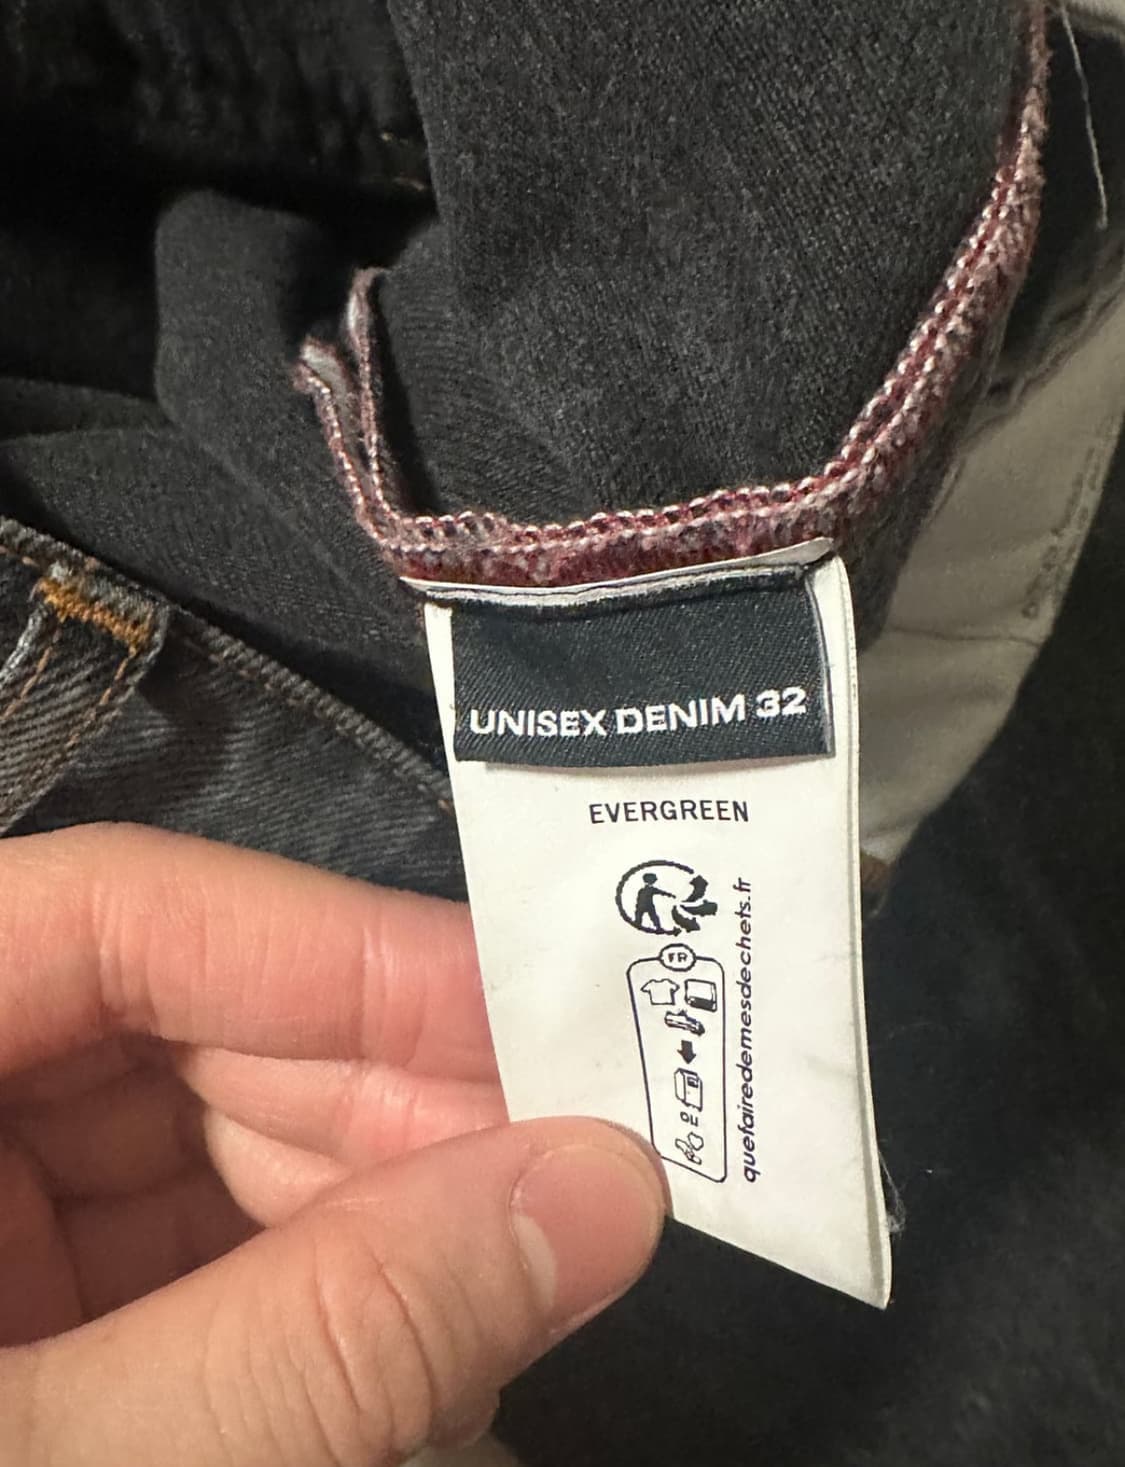 UNISEX DENIM 32
EVERGREEN
FR
quefairedemesdechets.fr